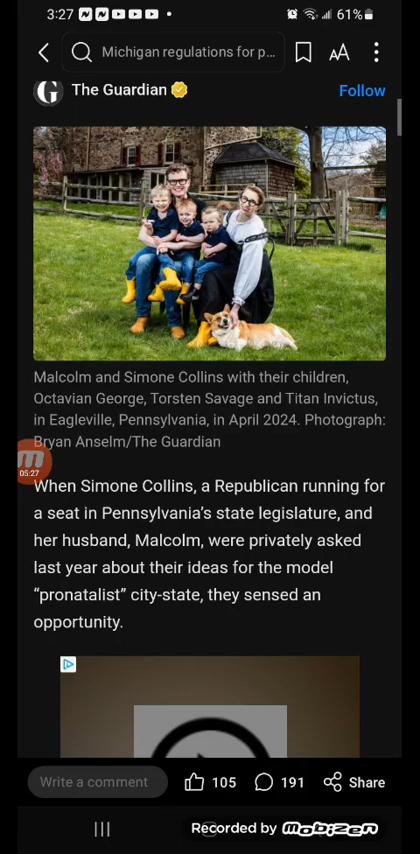 3:27
61%
Michigan regulations for p...
AA
The Guardian
Follow
Malcolm and Simone Collins with their children,
Octavian George, Torsten Savage and Titan Invictus,
in Eagleville, Pennsylvania, in April 2024. Photograph:
Bryan Anselm/The Guardian
m
05:27
When Simone Collins, a Republican running for
a seat in Pennsylvania’s state legislature, and
her husband, Malcolm, were privately asked
last year about their ideas for the model
“pronatalist” city-state, they sensed an
opportunity.
Write a comment
105
191
Share
Recorded by mobizen